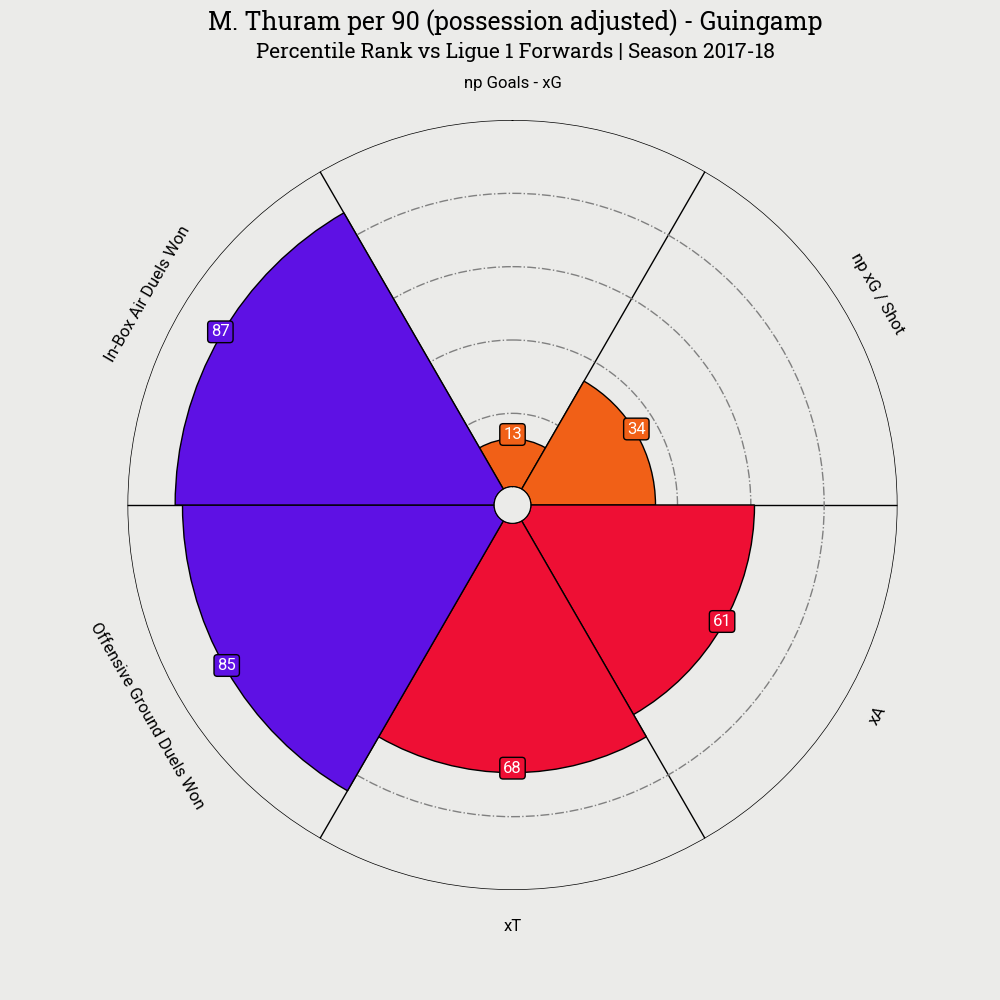 M. Thuram per 90 (possession adjusted) - Guingamp
Percentile Rank vs Ligue 1 Forwards | Season 2017-18
np Goals - xG
np xG / Shot
In-Box Air Duels Won
87
13
34
61
85
68
Offensive Ground Duels Won
xA
xT